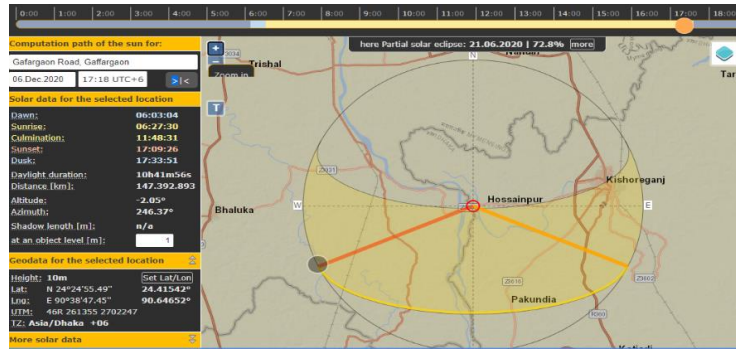 0:00 1:00 2:00 3:00 4:00 5:00 6:00 7:00 8:00 9:00 10:00 11:00 12:00 13:00 14:00 15:00 16:00 17:00 18:00
Computation path of the sun for:
Gafargaon Road, Gaffargaon
06.Dec.2020 17:18 UTC+6 >|<
Solar data for the selected location
Dawn: 06:03:04
Sunrise: 06:27:30
Culmination: 11:48:31
Sunset: 17:09:26
Dusk: 17:33:51
Daylight duration: 10h41m56s
Distance [km]: 147.392.893
Altitude: -2.05°
Azimuth: 246.37°
Shadow length [m]: n/a
at an object level [m]: 1
Geodata for the selected location
Height: 10m Set Lat/Lon
Lat: N 24°24'55.49" 24.41542°
Lng: E 90°38'47.45" 90.64652°
UTM: 46R 261355 2702247
TZ: Asia/Dhaka +06
More solar data
here Partial solar eclipse: 21.06.2020 | 72.8% more
+
Zoom in
T
Trishal
N
Nandail
Tar
Z5031
Kishoreganj
Hossainpur
W
E
Bhaluka
Pakundia
Katiadi